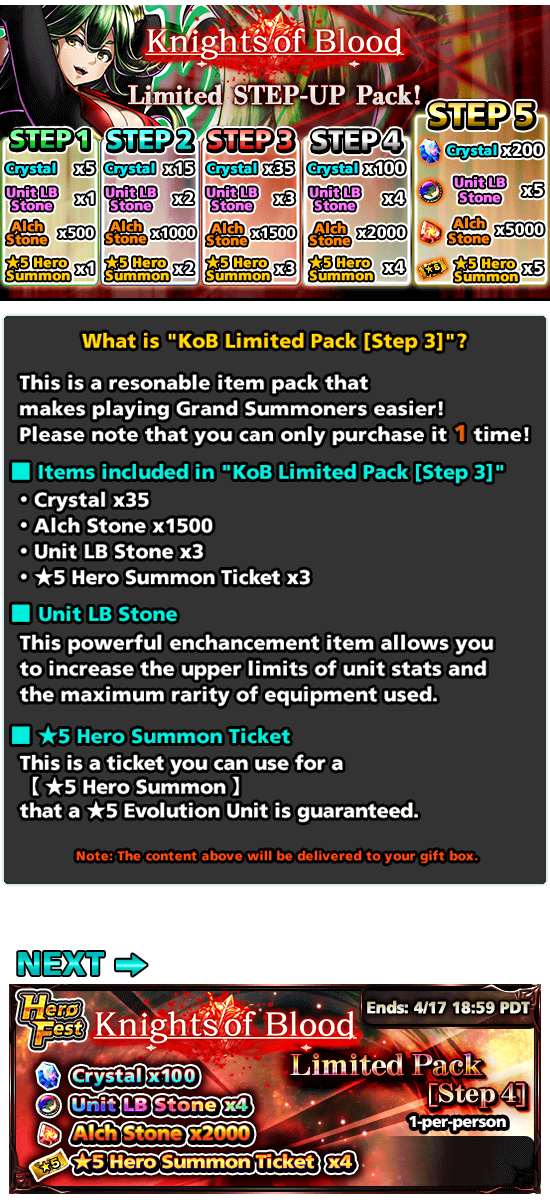 Knights of Blood
Limited STEP-UP Pack!
STEP 1
Crystal x5
Unit LB Stone x1
Alch Stone x500
★5 Hero Summon x1
STEP 2
Crystal x15
Unit LB Stone x2
Alch Stone x1000
★5 Hero Summon x2
STEP 3
Crystal x35
Unit LB Stone x3
Alch Stone x1500
★5 Hero Summon x3
STEP 4
Crystal x100
Unit LB Stone x4
Alch Stone x2000
★5 Hero Summon x4
STEP 5
Crystal x200
Unit LB Stone x5
Alch Stone x5000
★5
★5 Hero Summon x5
What is "KoB Limited Pack [Step 3]"?
This is a resonable item pack that
makes playing Grand Summoners easier!
Please note that you can only purchase it 1 time!
■ Items included in "KoB Limited Pack [Step 3]"
• Crystal x35
• Alch Stone x1500
• Unit LB Stone x3
• ★5 Hero Summon Ticket x3
■ Unit LB Stone
This powerful enchancement item allows you
to increase the upper limits of unit stats and
the maximum rarity of equipment used.
■ ★5 Hero Summon Ticket
This is a ticket you can use for a
【 ★5 Hero Summon 】
that a ★5 Evolution Unit is guaranteed.
Note: The content above will be delivered to your gift box.
NEXT ➡
Hero Fest
Knights of Blood
Ends: 4/17 18:59 PDT
Limited Pack
[Step 4]
1-per-person
Crystal x100
Unit LB Stone x4
Alch Stone x2000
★5
★5 Hero Summon Ticket x4